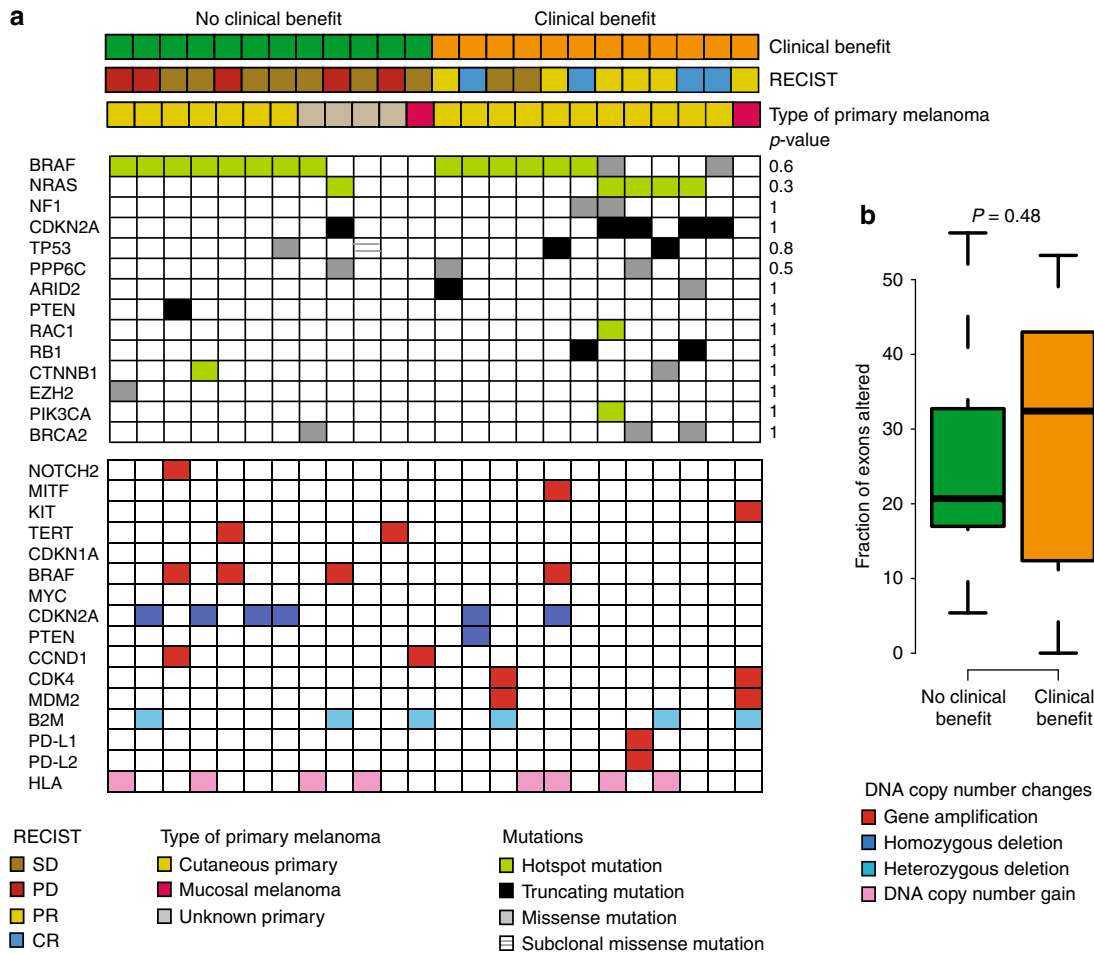 a
No clinical benefit
Clinical benefit
Clinical benefit
RECIST
Type of primary melanoma
p-value
BRAF 0.6
NRAS 0.3
NF1 1
CDKN2A 1
TP53 0.8
PPP6C 0.5
ARID2 1
PTEN 1
RAC1 1
RB1 1
CTNNB1 1
EZH2 1
PIK3CA 1
BRCA2 1
NOTCH2
MITF
KIT
TERT
CDKN1A
BRAF
MYC
CDKN2A
PTEN
CCND1
CDK4
MDM2
B2M
PD-L1
PD-L2
HLA
RECIST
SD
PD
PR
CR
Type of primary melanoma
Cutaneous primary
Mucosal melanoma
Unknown primary
Mutations
Hotspot mutation
Truncating mutation
Missense mutation
Subclonal missense mutation
b
P = 0.48
Fraction of exons altered
50
40
30
20
10
0
No clinical
benefit
Clinical
benefit
DNA copy number changes
Gene amplification
Homozygous deletion
Heterozygous deletion
DNA copy number gain